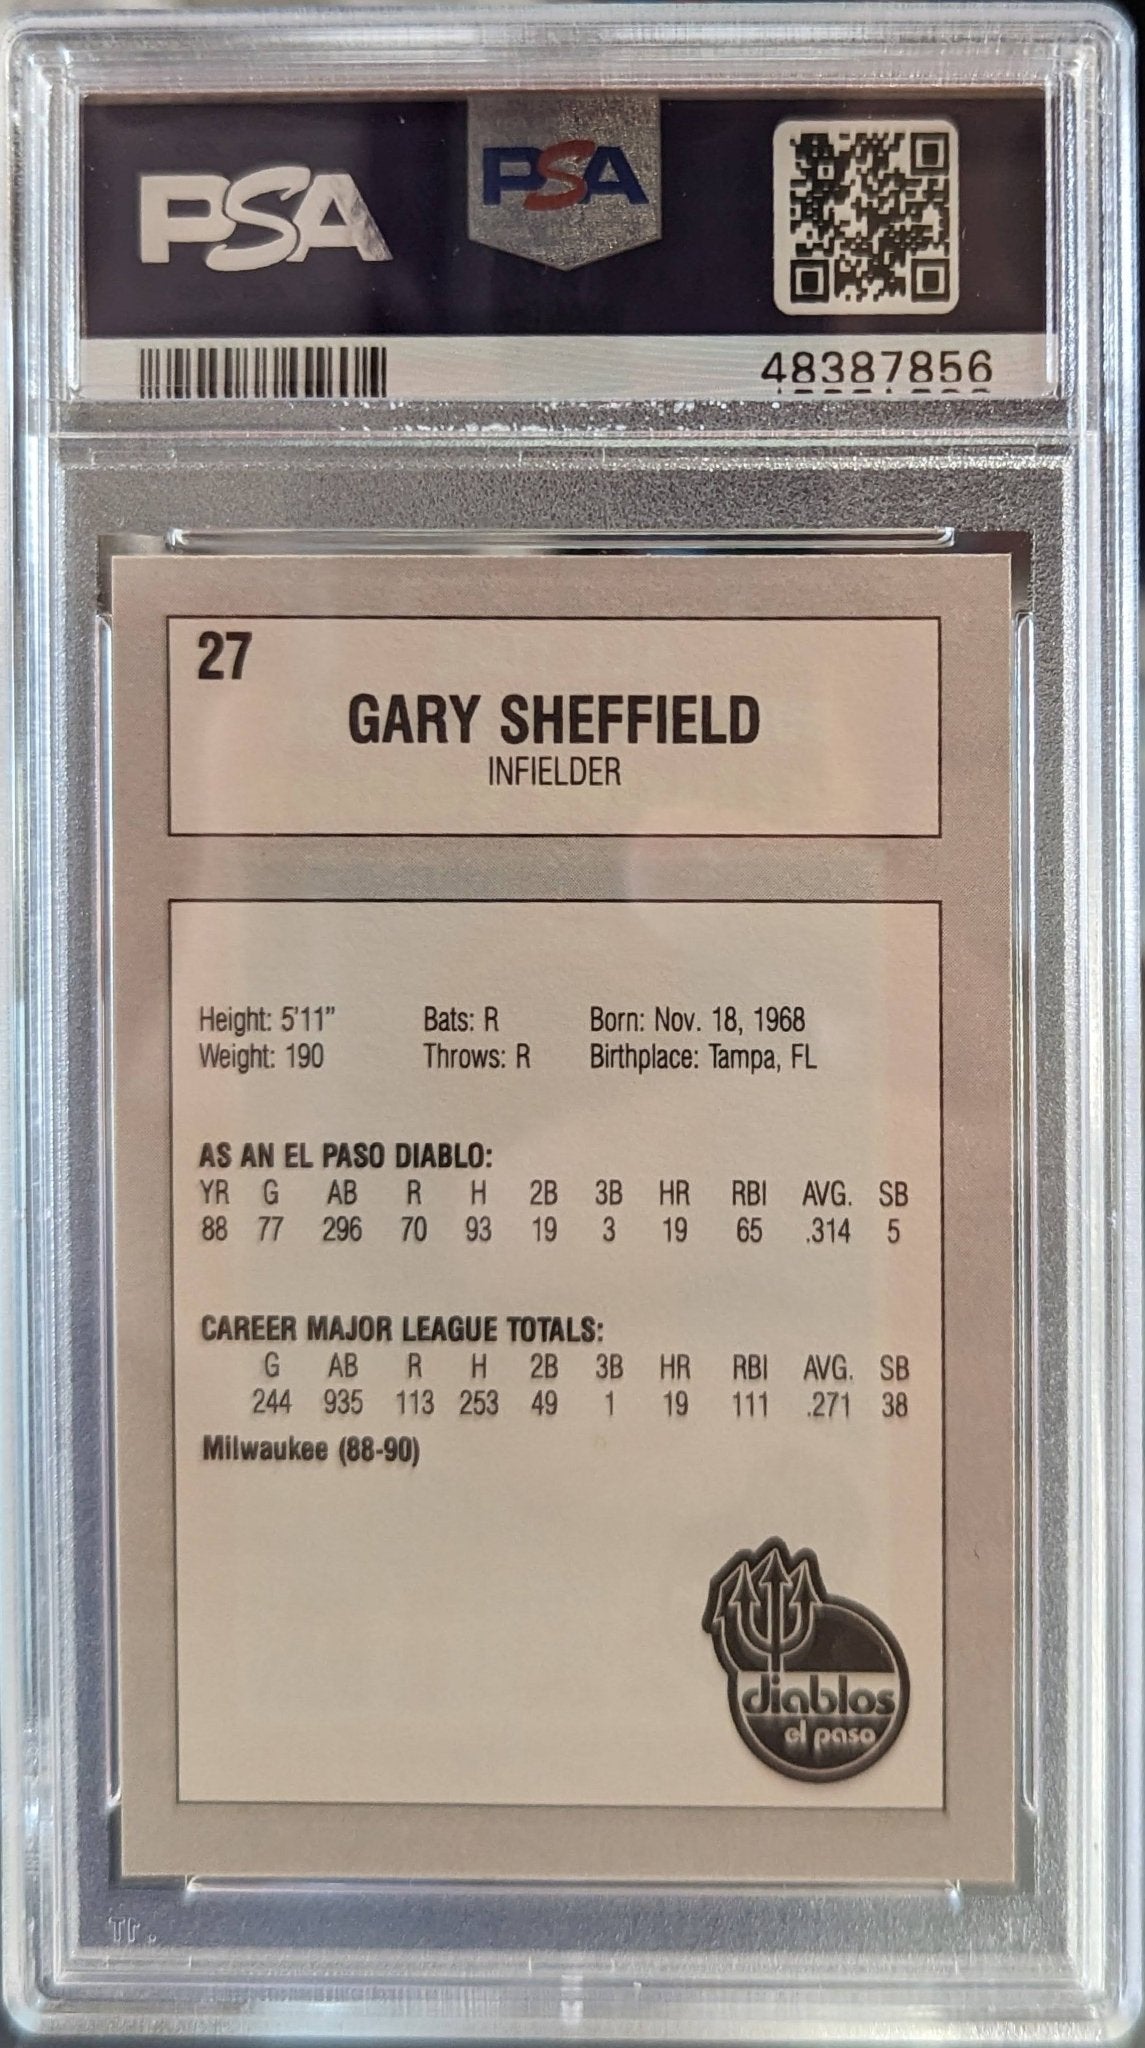 PSA
PSA
48387856
27
GARY SHEFFIELD
INFIELDER
Height: 5'11" Bats: R Born: Nov. 18, 1968
Weight: 190 Throws: R Birthplace: Tampa, FL
AS AN EL PASO DIABLO:
YR G AB R H 2B 3B HR RBI AVG. SB
88 77 296 70 93 19 3 19 65 .314 5
CAREER MAJOR LEAGUE TOTALS:
G AB R H 2B 3B HR RBI AVG. SB
244 935 113 253 49 1 19 111 .271 38
Milwaukee (88-90)
diablos
el paso